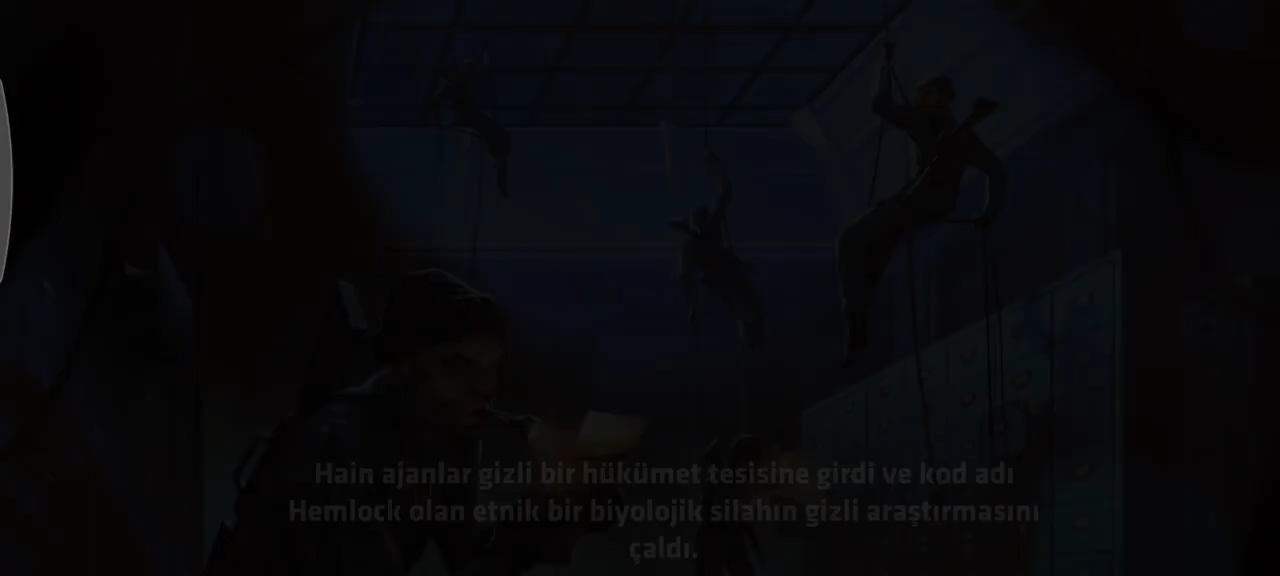 Hain ajanlar gizli bir hükümet tesisine girdi ve kod adı
Hemlock olan etnik bir biyolojik silahın gizli araştırmasını
çaldı.